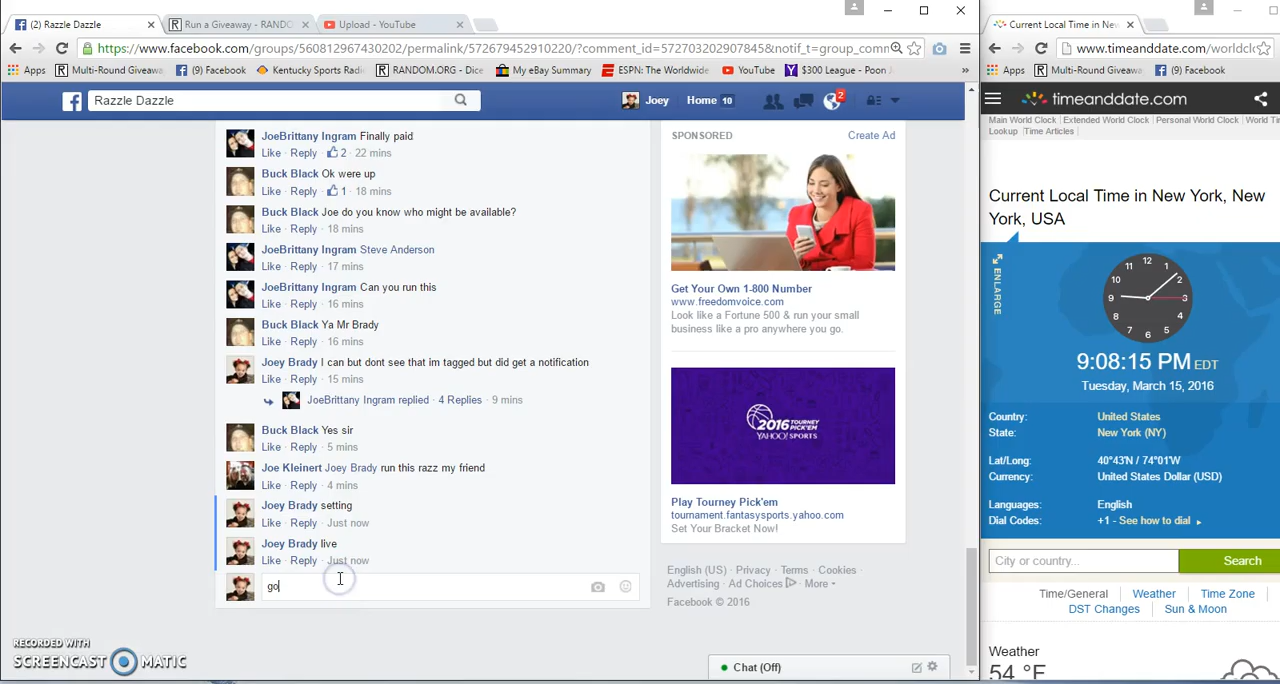 (2) Razzle Dazzle
Run a Giveaway - RANDO
Upload - YouTube
Current Local Time in New
https://www.facebook.com/groups/560812967430202/permalink/572679452910220/?comment_id=572703202907845&notif_t=group_comm
www.timeanddate.com/worldclo
Apps
Multi-Round Giveawa
(9) Facebook
Kentucky Sports Radi
RANDOM.ORG - Dice
My eBay Summary
ESPN: The Worldwide
YouTube
$300 League - Poon J
»
Apps
Multi-Round Giveawa
(9) Facebook
Razzle Dazzle
Joey
Home 10
2
timeanddate.com
Main World Clock
Extended World Clock
Personal World Clock
World Ti
Lookup
Time Articles
JoeBrittany Ingram Finally paid
Like · Reply · 2 · 22 mins
Buck Black Ok were up
Like · Reply · 1 · 18 mins
Buck Black Joe do you know who might be available?
Like · Reply · 18 mins
JoeBrittany Ingram Steve Anderson
Like · Reply · 17 mins
JoeBrittany Ingram Can you run this
Like · Reply · 16 mins
Buck Black Ya Mr Brady
Like · Reply · 16 mins
Joey Brady I can but dont see that im tagged but did get a notification
Like · Reply · 15 mins
JoeBrittany Ingram replied · 4 Replies · 9 mins
Buck Black Yes sir
Like · Reply · 5 mins
Joe Kleinert Joey Brady run this razz my friend
Like · Reply · 4 mins
Joey Brady setting
Like · Reply · Just now
Joey Brady live
Like · Reply · Just now
go
SPONSORED
Create Ad
Get Your Own 1-800 Number
www.freedomvoice.com
Look like a Fortune 500 & run your small
business like a pro anywhere you go.
2016 TOURNEY
PICK'EM
YAHOO! SPORTS
Play Tourney Pick'em
tournament.fantasysports.yahoo.com
Set Your Bracket Now!
English (US) · Privacy · Terms · Cookies ·
Advertising · Ad Choices · More
Facebook © 2016
Chat (Off)
RECORDED WITH
SCREENCAST MATIC
Current Local Time in New York, New
York, USA
ENLARGE
12
1
2
3
4
5
6
7
8
9
10
11
9:08:15 PM EDT
Tuesday, March 15, 2016
Country: United States
State: New York (NY)
Lat/Long: 40°43'N / 74°01'W
Currency: United States Dollar (USD)
Languages: English
Dial Codes: +1 - See how to dial
City or country...
Search
Time/General
Weather
Time Zone
DST Changes
Sun & Moon
Weather
54 °F